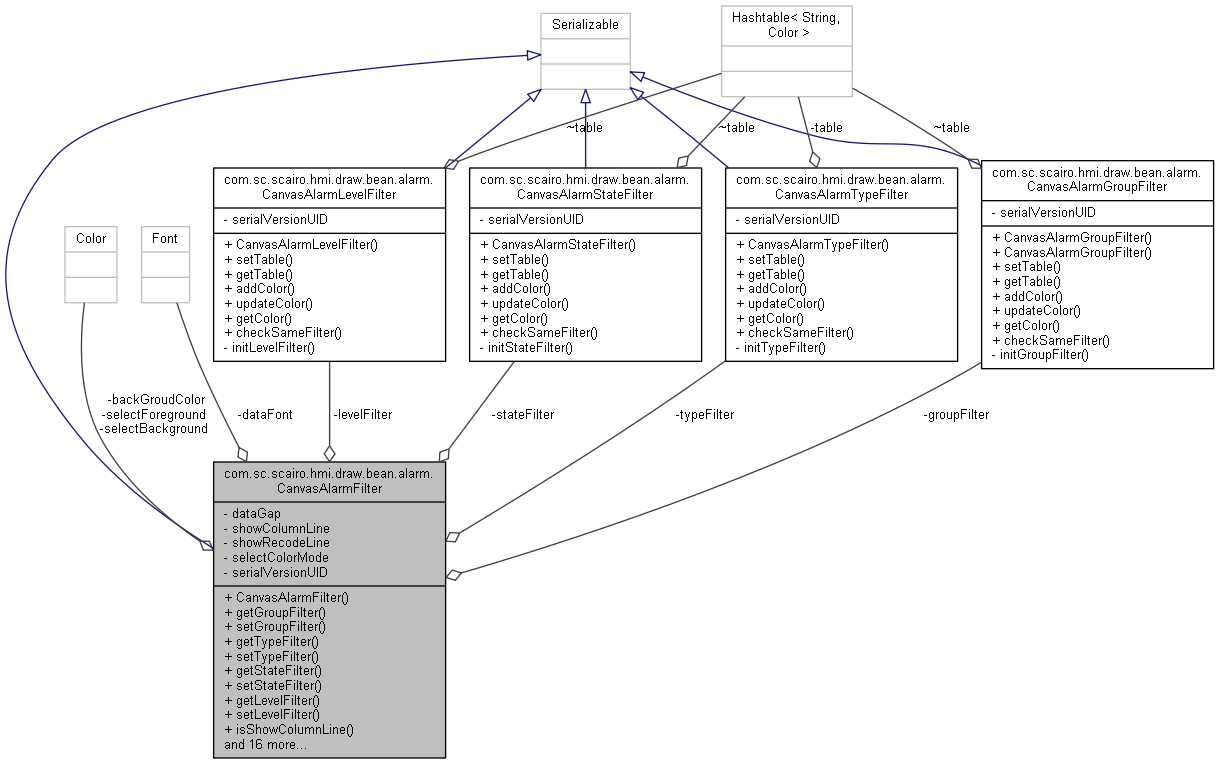 Serializable
Hashtable< String,
Color >
~table
~table
-table
~table
com.sc.scairo.hmi.draw.bean.alarm.
CanvasAlarmLevelFilter
- serialVersionUID
+ CanvasAlarmLevelFilter()
+ setTable()
+ getTable()
+ addColor()
+ updateColor()
+ getColor()
+ checkSameFilter()
- initLevelFilter()
com.sc.scairo.hmi.draw.bean.alarm.
CanvasAlarmStateFilter
- serialVersionUID
+ CanvasAlarmStateFilter()
+ setTable()
+ getTable()
+ addColor()
+ updateColor()
+ getColor()
+ checkSameFilter()
- initStateFilter()
com.sc.scairo.hmi.draw.bean.alarm.
CanvasAlarmTypeFilter
- serialVersionUID
+ CanvasAlarmTypeFilter()
+ setTable()
+ getTable()
+ addColor()
+ updateColor()
+ getColor()
+ checkSameFilter()
- initTypeFilter()
com.sc.scairo.hmi.draw.bean.alarm.
CanvasAlarmGroupFilter
- serialVersionUID
+ CanvasAlarmGroupFilter()
+ CanvasAlarmGroupFilter()
+ setTable()
+ getTable()
+ addColor()
+ updateColor()
+ getColor()
+ checkSameFilter()
- initGroupFilter()
Color
Font
-backGroudColor
-selectForeground
-selectBackground
-dataFont
-levelFilter
-stateFilter
-typeFilter
-groupFilter
com.sc.scairo.hmi.draw.bean.alarm.
CanvasAlarmFilter
- dataGap
- showColumnLine
- showRecodeLine
- selectColorMode
- serialVersionUID
+ CanvasAlarmFilter()
+ getGroupFilter()
+ setGroupFilter()
+ getTypeFilter()
+ setTypeFilter()
+ getStateFilter()
+ setStateFilter()
+ getLevelFilter()
+ setLevelFilter()
+ isShowColumnLine()
and 16 more...